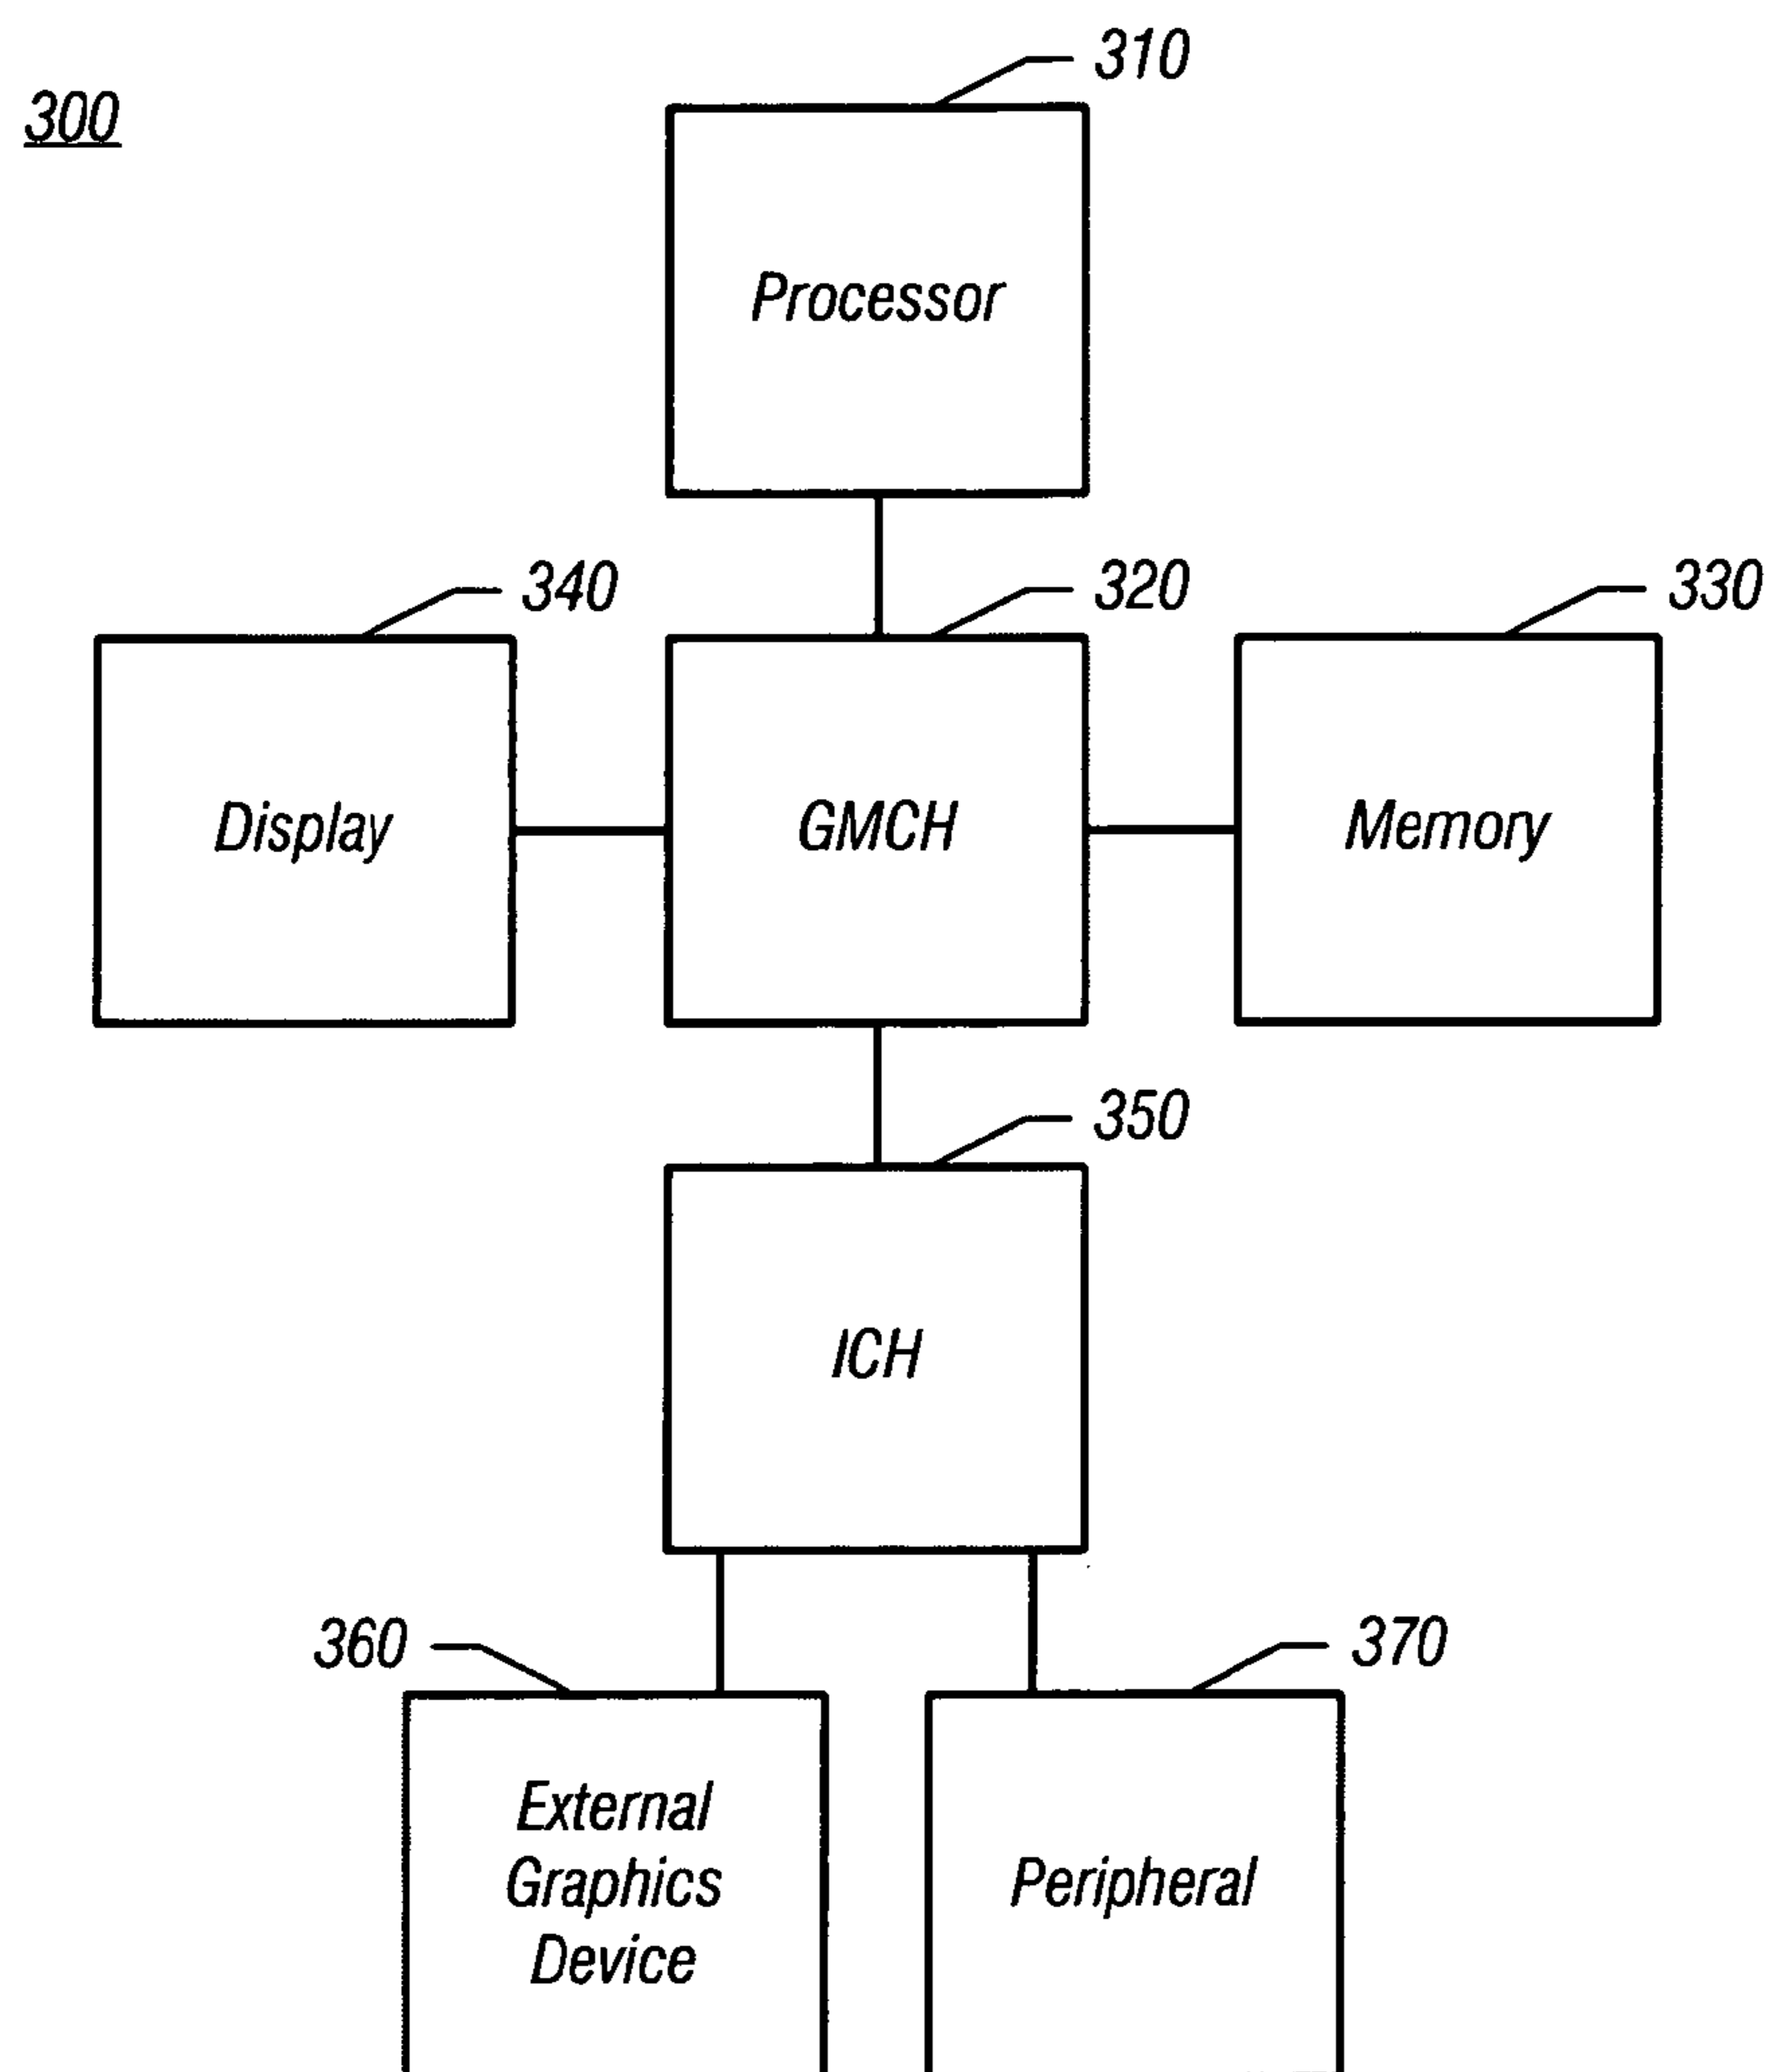 310
300
Processor
340
320
330
Display
GMCH
Memory
350
ICH
360
370
External
Graphics
Device
Peripheral